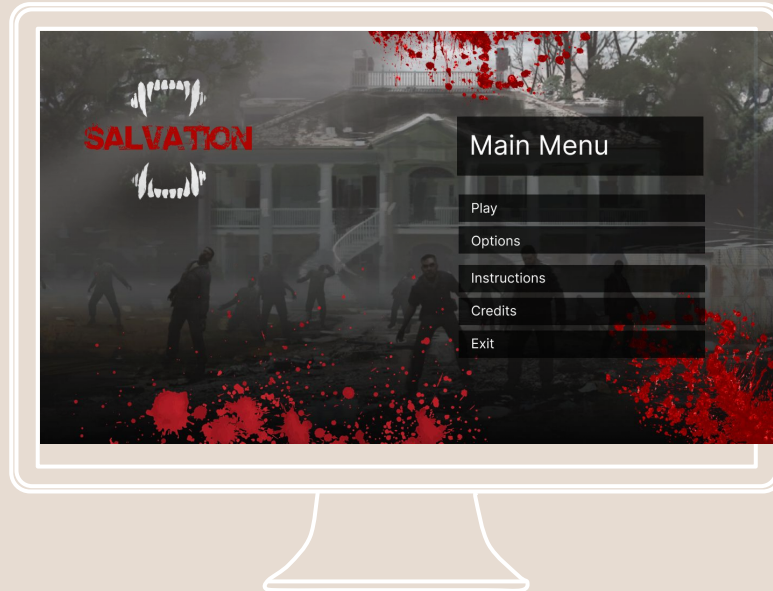 SALVATION
Main Menu
Play
Options
Instructions
Credits
Exit